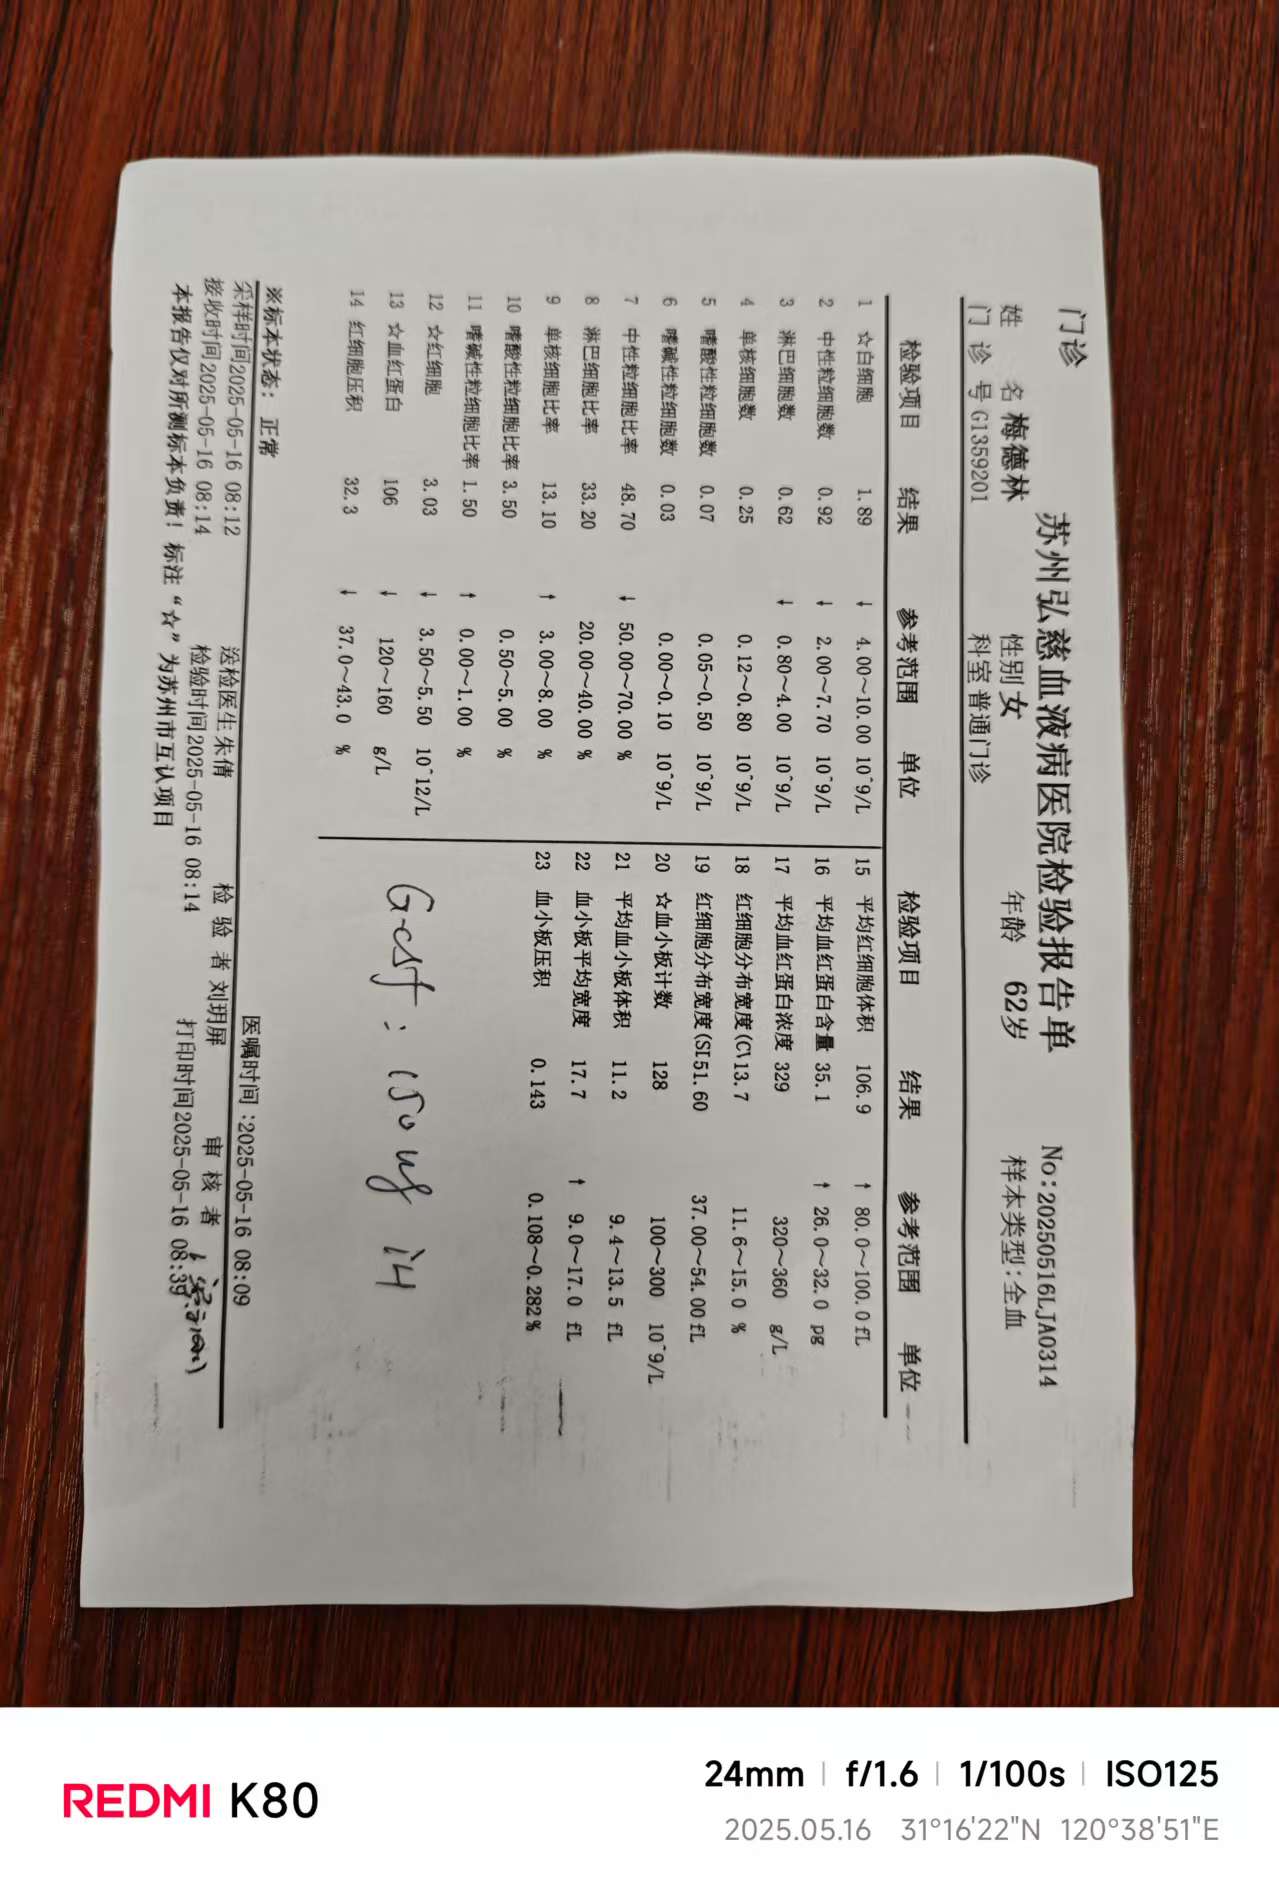 门诊
苏州弘慈血液病医院检验报告单
No:20250516LJA0314
姓 名 梅德林 性别 女 年龄 62岁 样本类型:全血
门 诊 号 G1359201 科室 普通门诊
检验项目 结果 参考范围 单位 检验项目 结果 参考范围 单位
1 ☆白细胞 1.89 ↓ 4.00~10.00 10^9/L
2 中性粒细胞数 0.92 ↓ 2.00~7.70 10^9/L
3 淋巴细胞数 0.62 ↓ 0.80~4.00 10^9/L
4 单核细胞数 0.25 0.12~0.80 10^9/L
5 嗜酸性粒细胞数 0.07 0.05~0.50 10^9/L
6 嗜碱性粒细胞数 0.03 0.00~0.10 10^9/L
7 中性粒细胞比率 48.70 ↓ 50.00~70.00 %
8 淋巴细胞比率 33.20 20.00~40.00 %
9 单核细胞比率 13.10 ↑ 3.00~8.00 %
10 嗜酸性粒细胞比率 3.50 0.50~5.00 %
11 嗜碱性粒细胞比率 1.50 ↑ 0.00~1.00 %
12 ☆红细胞 3.03 ↓ 3.50~5.50 10^12/L
13 ☆血红蛋白 106 ↓ 120~160 g/L
14 红细胞压积 32.3 ↓ 37.0~43.0 %
15 平均红细胞体积 106.9 ↑ 80.0~100.0 fL
16 平均血红蛋白含量 35.1 ↑ 26.0~32.0 pg
17 平均血红蛋白浓度 329 320~360 g/L
18 红细胞分布宽度(C\13.7 11.6~15.0 %
19 红细胞分布宽度(SI51.60 37.00~54.00 fL
20 ☆血小板计数 128 100~300 10^9/L
21 平均血小板体积 11.2 9.4~13.5 fL
22 血小板平均宽度 17.7 ↑ 9.0~17.0 fL
23 血小板压积 0.143 0.108~0.282 %
Gcsf: 150ug iH
※标本状态: 正常 医嘱时间:2025-05-16 08:09
采样时间2025-05-16 08:12 送检医生 朱倩 检 验 者 刘玥屏 审 核 者
接收时间2025-05-16 08:14 检验时间2025-05-16 08:14 打印时间2025-05-16 08:39
本报告仅对所测标本负责! 标注“☆”为苏州市互认项目
REDMI K80
24mm | f/1.6 | 1/100s | ISO125
2025.05.16 31°16'22"N 120°38'51"E